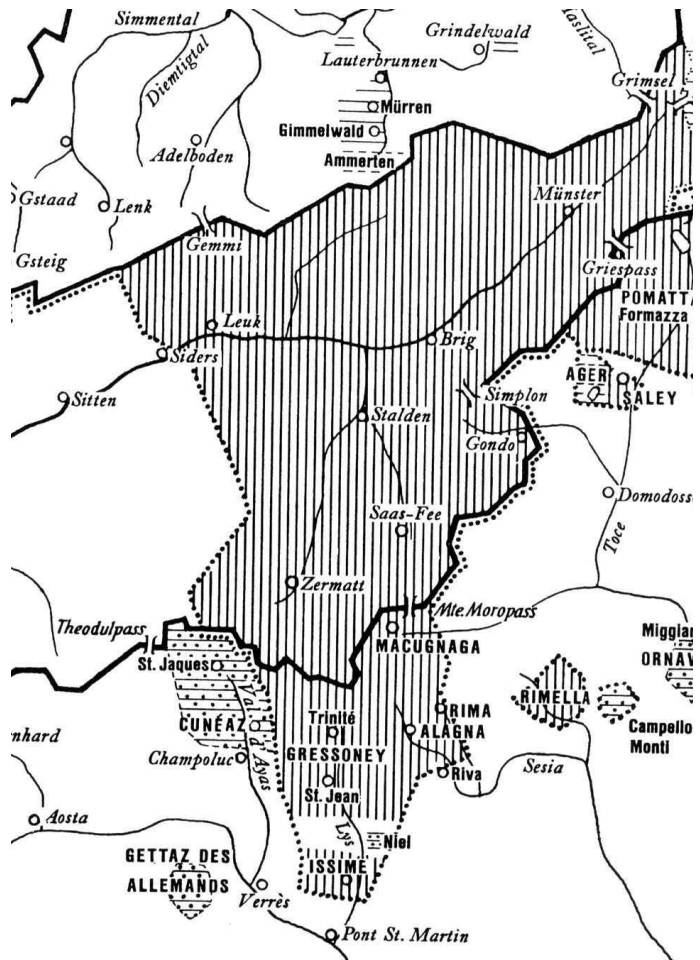 Simmental
Grindelwald
Haslital
Diemtigtal
Lauterbrunnen
Grimsel
Mürren
Gimmelwald
Adelboden
Ammerten
Gstaad
Lenk
Münster
Gsteig
Gemmi
Griespass
POMATT
Formazza
Leuk
Brig
Siders
AGER
Simplon
SALEY
Sitten
Stalden
Gondo
Domodoss
Saas-Fee
Toce
Zermatt
Mte. Moropass
Theodulpass
MACUGNAGA
Miggian
St. Jaques
ORNAV
RIMELLA
Val d'Ayas
Trinité
RIMA
CUNÉAZ
ALAGNA
Campello
Monti
nhard
GRESSONEY
Champoluc
Riva
Sesia
St. Jean
Aosta
Lys
Niel
GETTAZ DES
ALLEMANDS
ISSIME
Verrès
Pont St. Martin